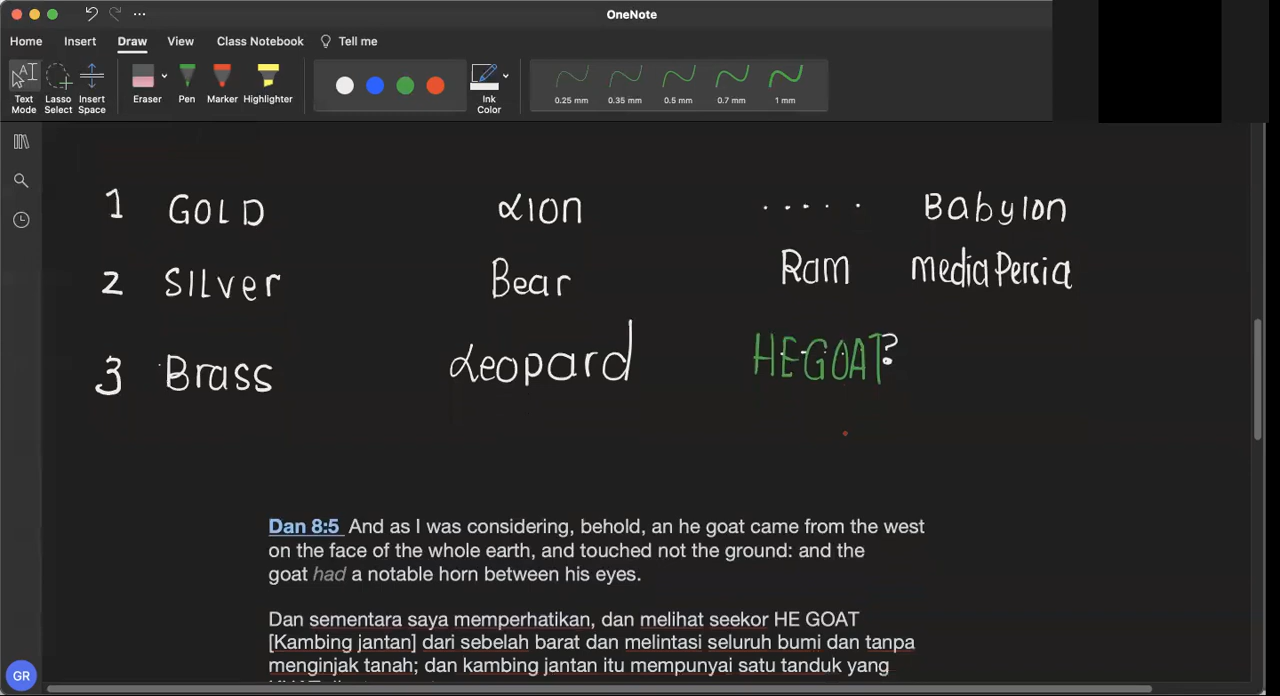 OneNote
Home Insert Draw View Class Notebook Tell me
Text Mode
Lasso Select
Insert Space
Eraser
Pen
Marker
Highlighter
Ink Color
0.25 mm 0.35 mm 0.5 mm 0.7 mm 1 mm
1 GOLD Lion ..... Babylon
2 SILver Bear Ram mediaPercia
3 Brass Leopard HEGOAT?
Dan 8:5 And as I was considering, behold, an he goat came from the west
on the face of the whole earth, and touched not the ground: and the
goat had a notable horn between his eyes.
Dan sementara saya memperhatikan, dan melihat seekor HE GOAT
[Kambing jantan] dari sebelah barat dan melintasi seluruh bumi dan tanpa
menginjak tanah; dan kambing jantan itu mempunyai satu tanduk yang
GR